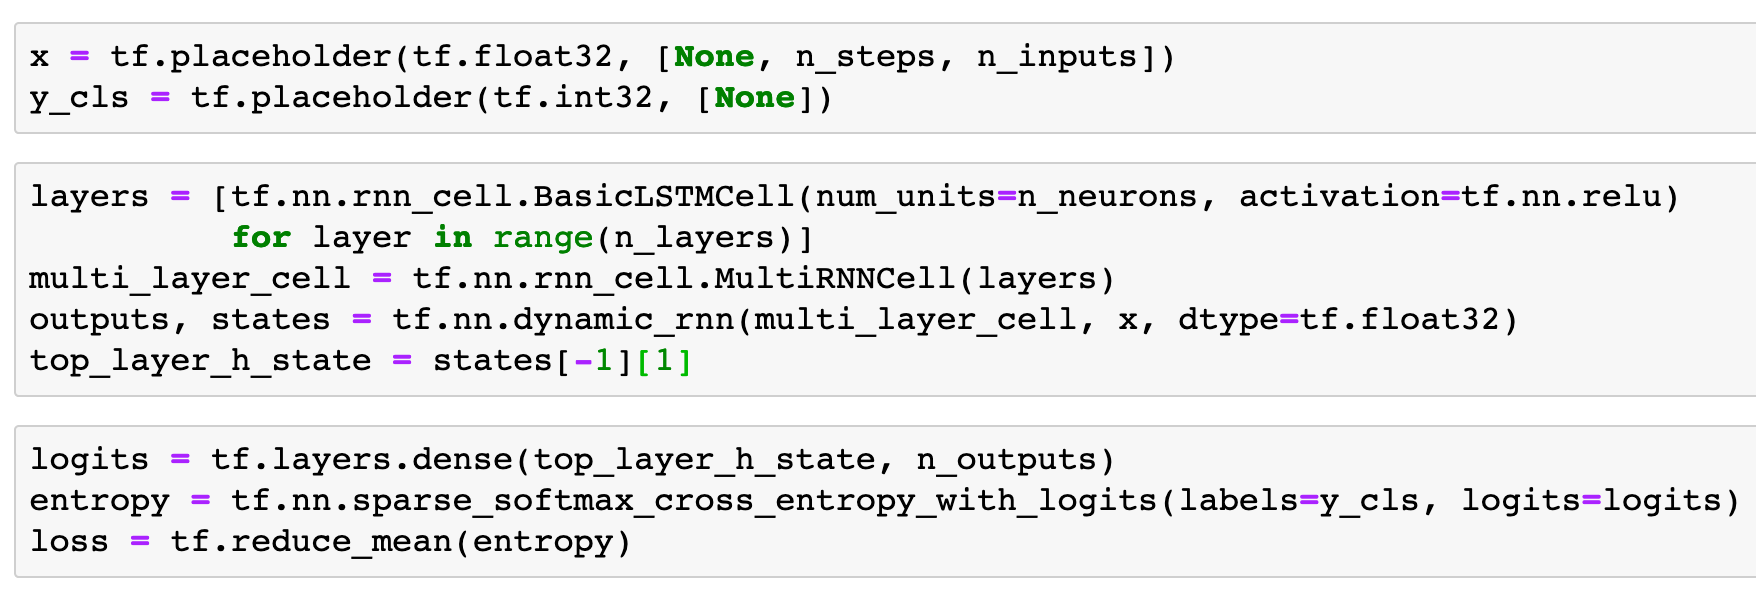 x = tf.placeholder(tf.float32, [None, n_steps, n_inputs])
y_cls = tf.placeholder(tf.int32, [None])
layers = [tf.nn.rnn_cell.BasicLSTMCell(num_units=n_neurons, activation=tf.nn.relu)
          for layer in range(n_layers)]
multi_layer_cell = tf.nn.rnn_cell.MultiRNNCell(layers)
outputs, states = tf.nn.dynamic_rnn(multi_layer_cell, x, dtype=tf.float32)
top_layer_h_state = states[-1][1]
logits = tf.layers.dense(top_layer_h_state, n_outputs)
entropy = tf.nn.sparse_softmax_cross_entropy_with_logits(labels=y_cls, logits=logits)
loss = tf.reduce_mean(entropy)